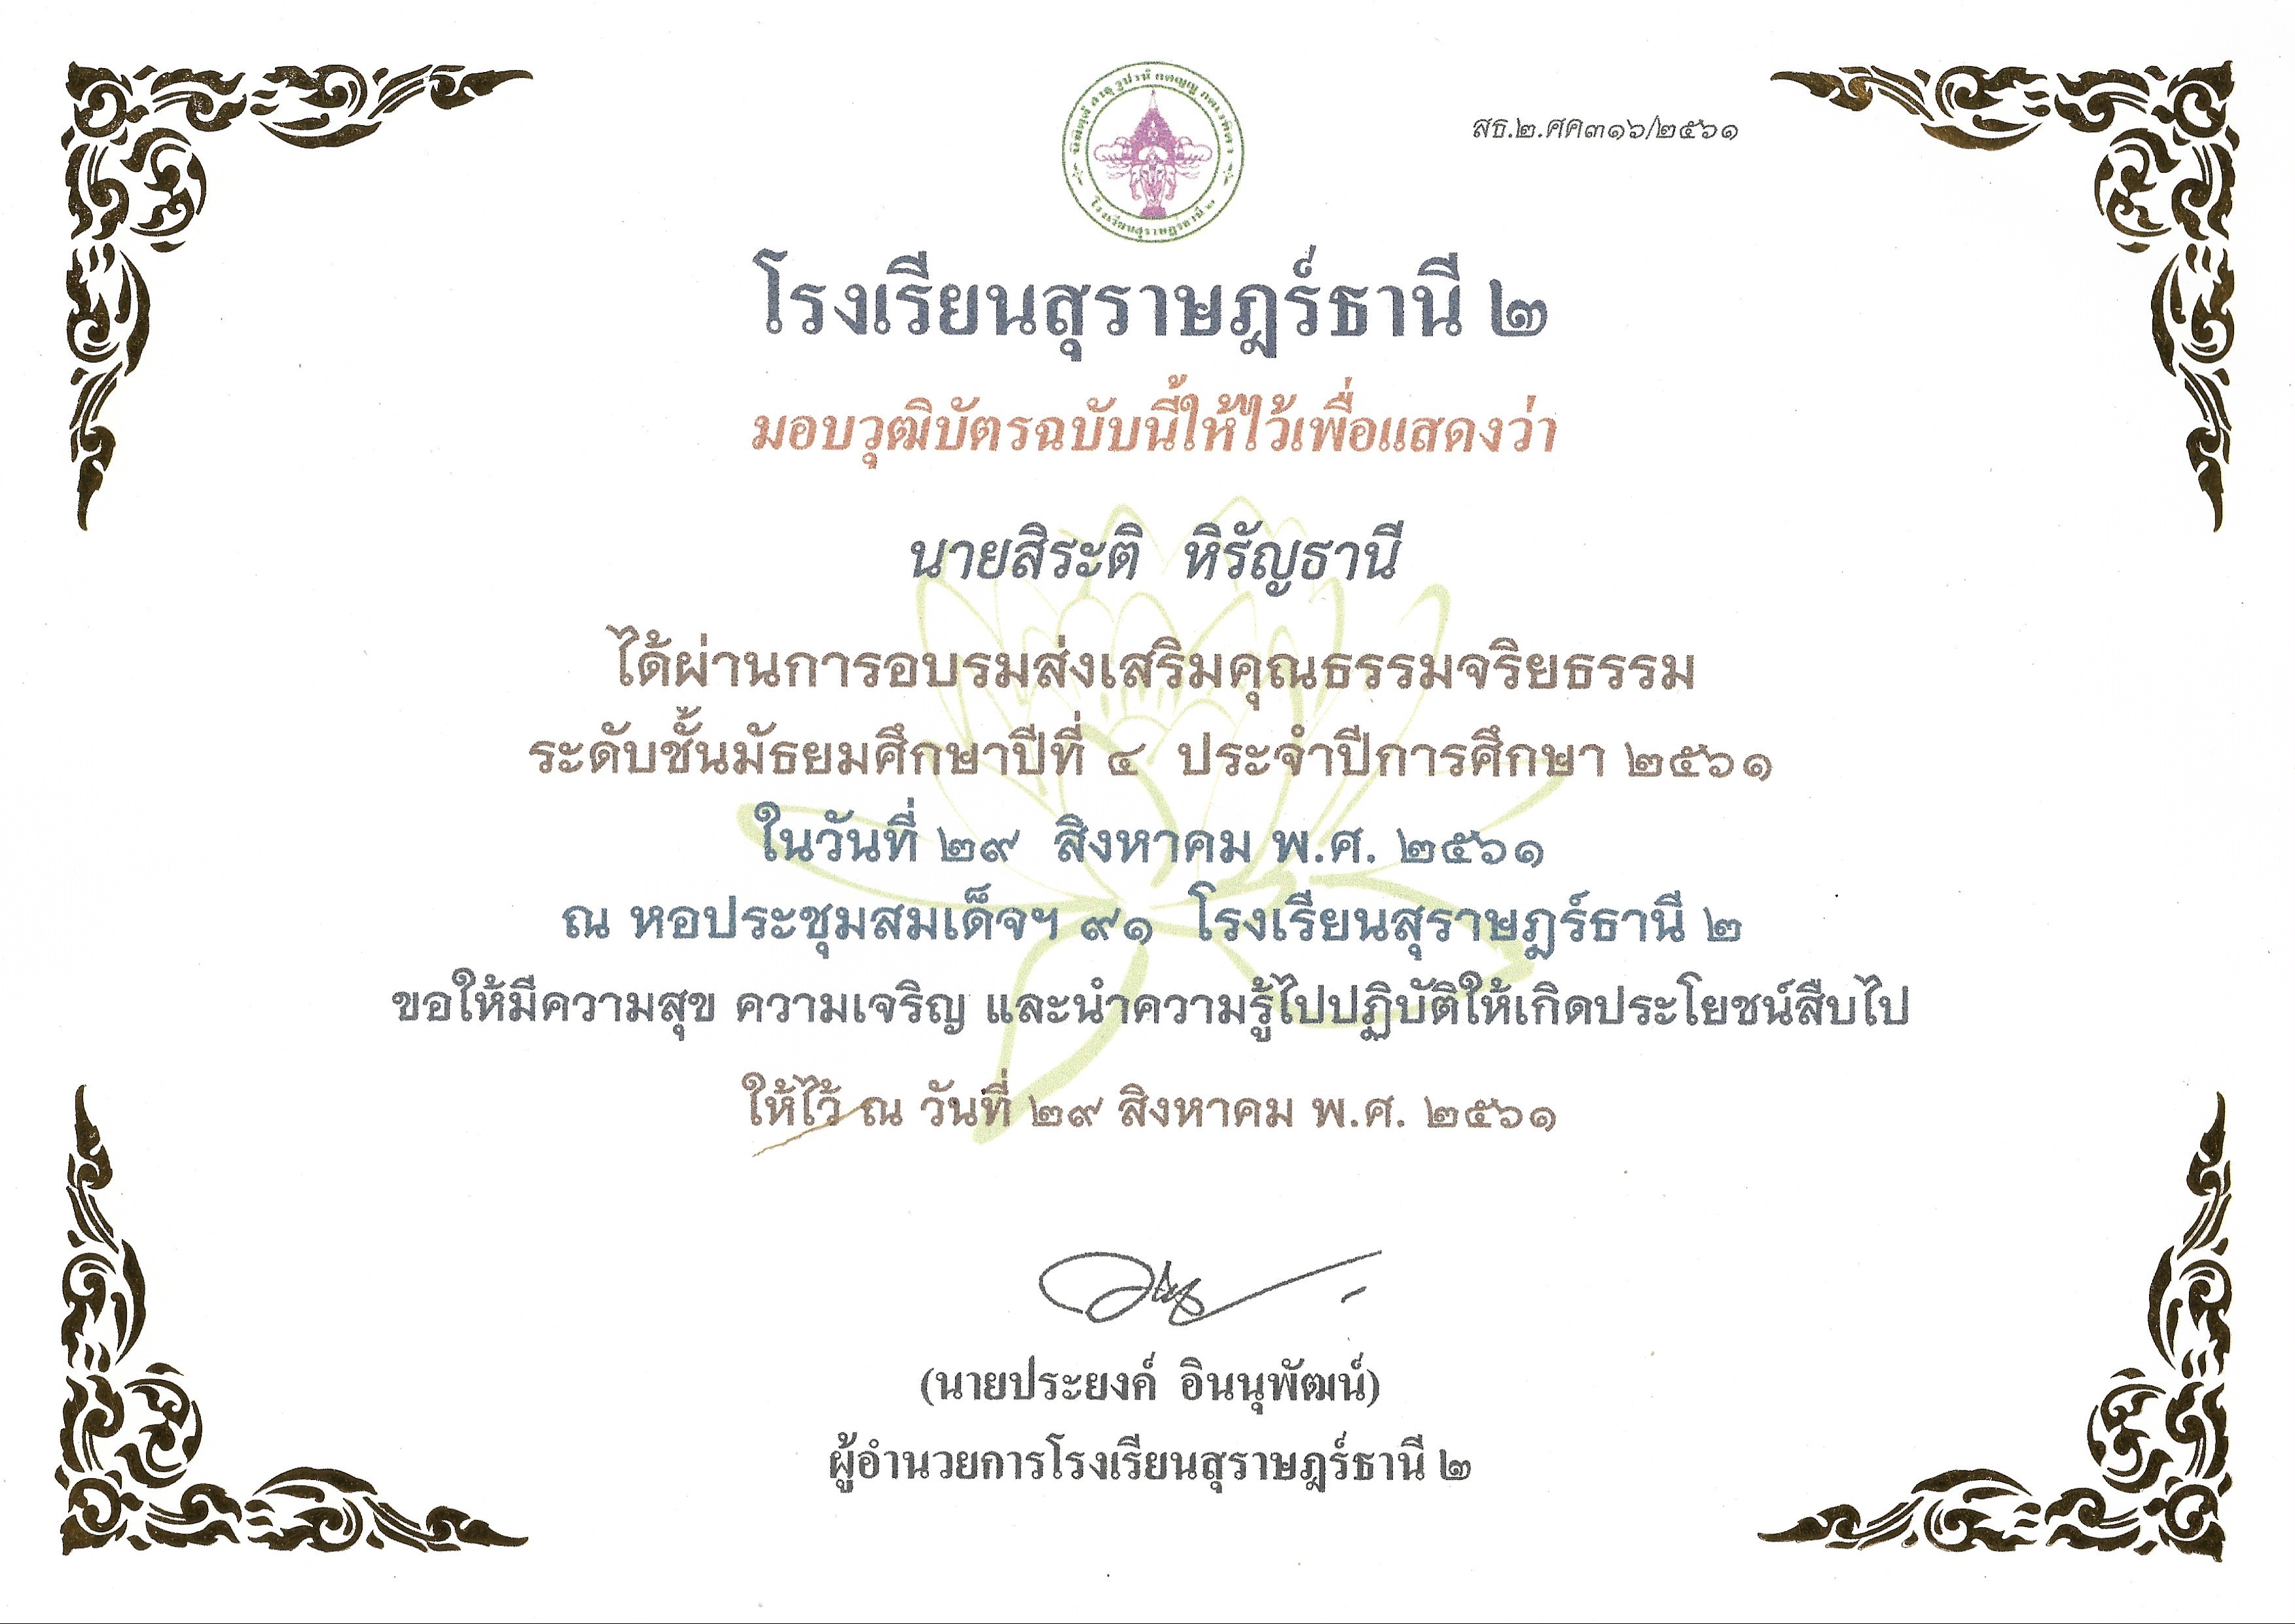 สธ.๒.ศค๓๑๖/๒๕๖๑
โรงเรียนสุราษฎร์ธานี ๒
โรงเรียนสุราษฎร์ธานี ๒
มอบวุฒิบัตรฉบับนี้ให้ไว้เพื่อแสดงว่า
นายสิระติ หิรัญธานี
ได้ผ่านการอบรมส่งเสริมคุณธรรมจริยธรรม
ระดับชั้นมัธยมศึกษาปีที่ ๔ ประจำปีการศึกษา ๒๕๖๑
ในวันที่ ๒๙ สิงหาคม พ.ศ. ๒๕๖๑
ณ หอประชุมสมเด็จฯ ๙๑ โรงเรียนสุราษฎร์ธานี ๒
ขอให้มีความสุข ความเจริญ และนำความรู้ไปปฏิบัติให้เกิดประโยชน์สืบไป
ให้ไว้ ณ วันที่ ๒๙ สิงหาคม พ.ศ. ๒๕๖๑
(นายประยงค์ อินนุพัฒน์)
ผู้อำนวยการโรงเรียนสุราษฎร์ธานี ๒